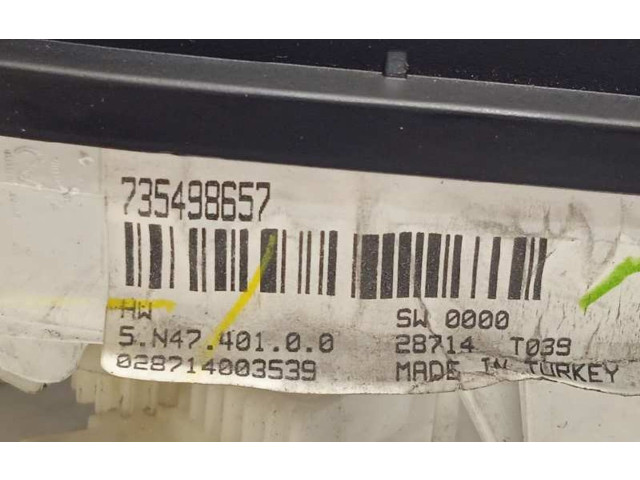 735498657
HW SW 0000
5.N47.401.0.0 28714 T039
028714003539 MADE IN TURKEY